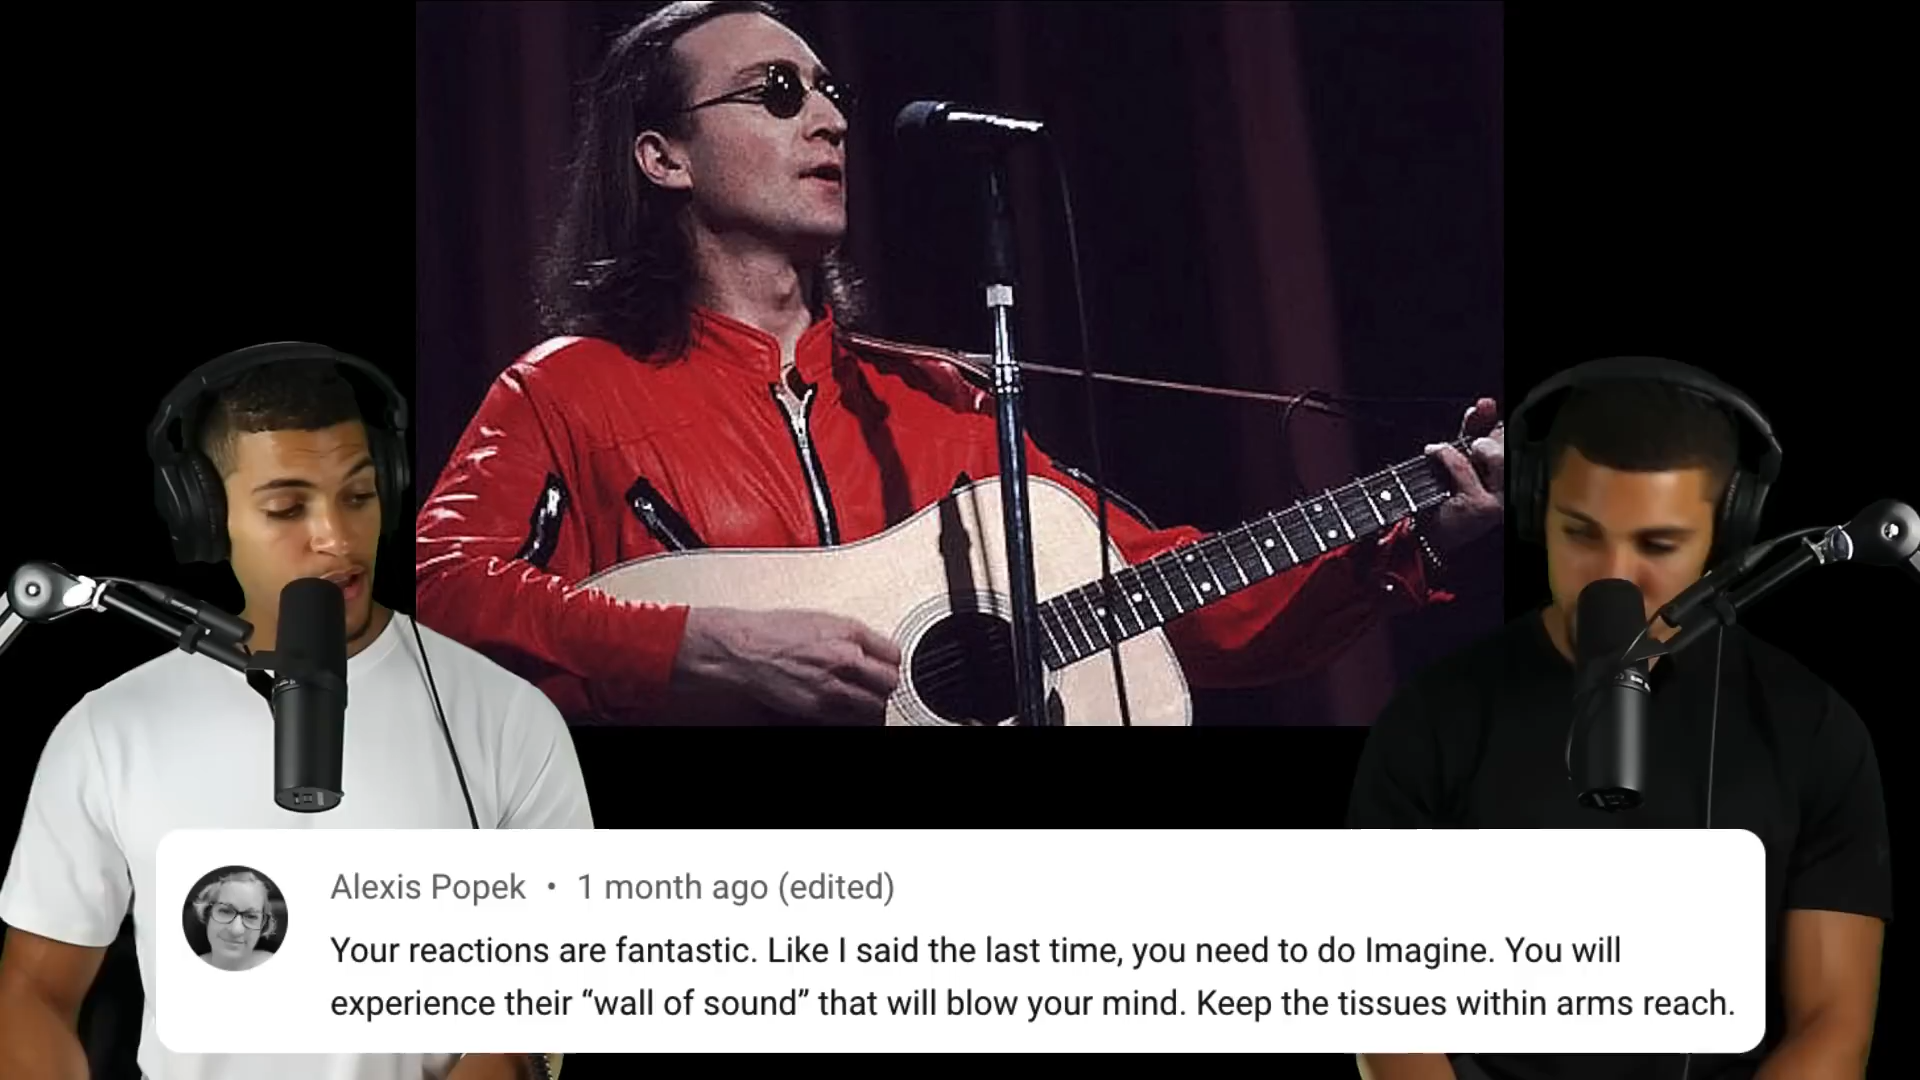 Alexis Popek • 1 month ago (edited)
Your reactions are fantastic. Like I said the last time, you need to do Imagine. You will
experience their “wall of sound” that will blow your mind. Keep the tissues within arms reach.